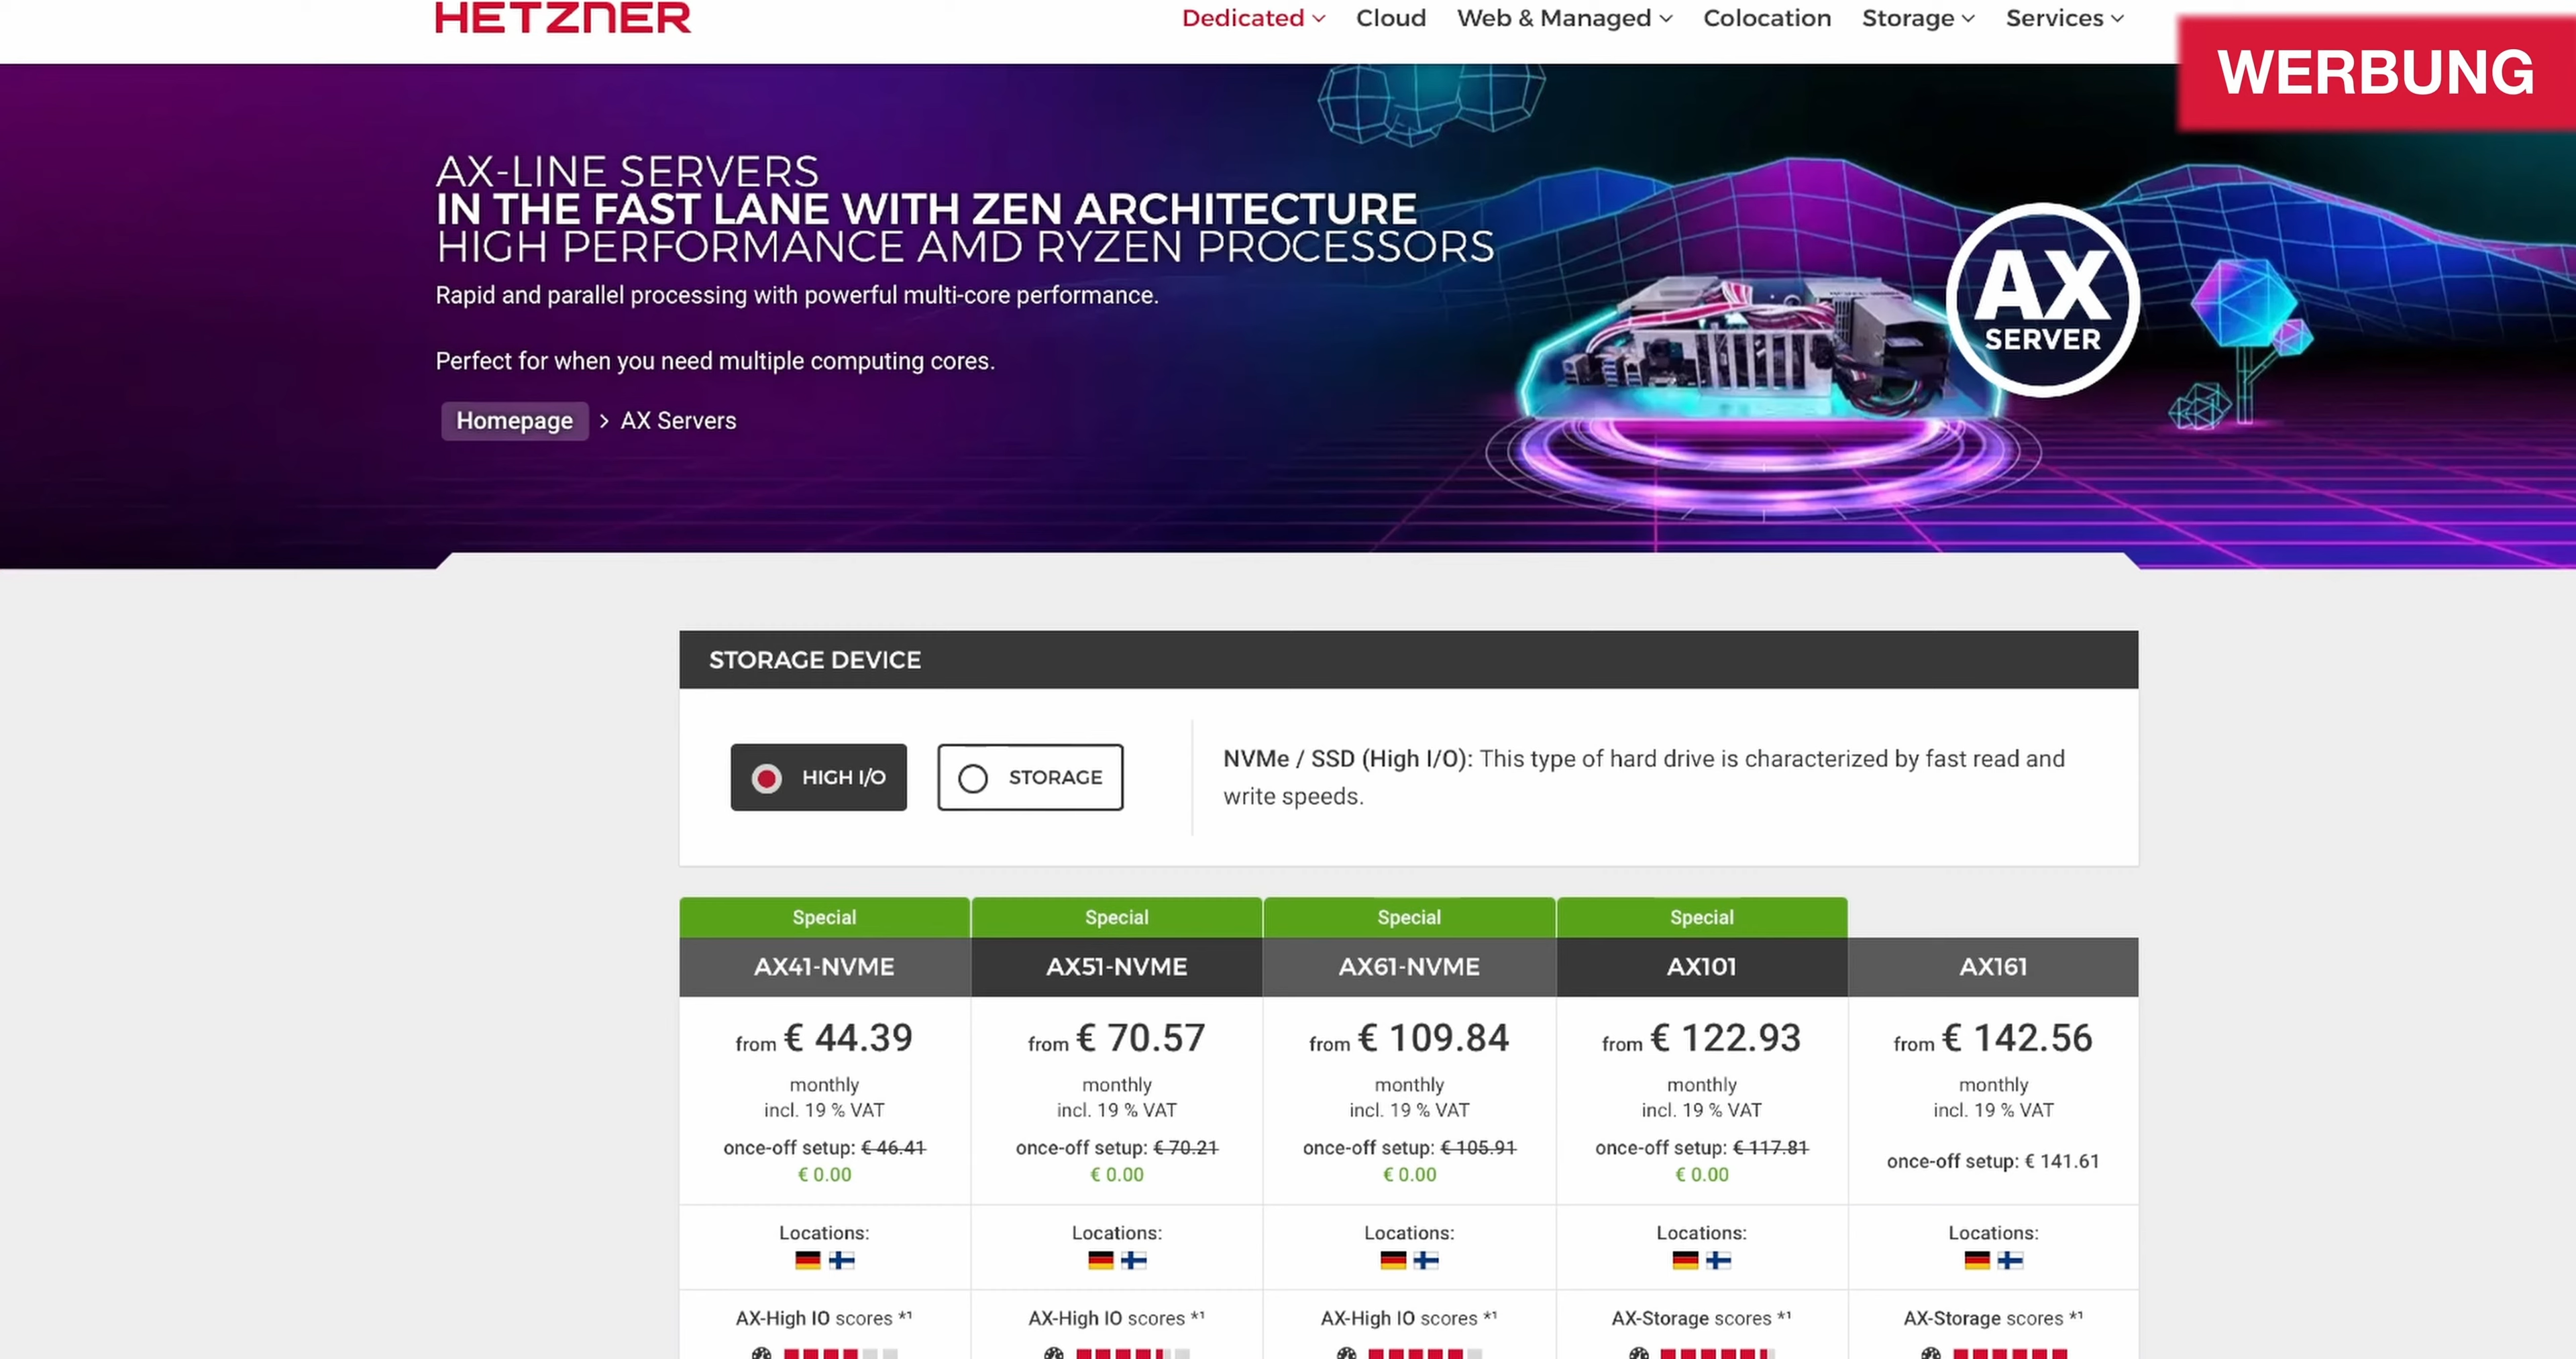 HETZNER
Dedicated Cloud Web & Managed Colocation Storage Services
WERBUNG
AX-LINE SERVERS
IN THE FAST LANE WITH ZEN ARCHITECTURE
HIGH PERFORMANCE AMD RYZEN PROCESSORS
Rapid and parallel processing with powerful multi-core performance.
Perfect for when you need multiple computing cores.
Homepage > AX Servers
AX
SERVER
STORAGE DEVICE
HIGH I/O STORAGE
NVMe / SSD (High I/O): This type of hard drive is characterized by fast read and
write speeds.
Special Special Special Special
AX41-NVME AX51-NVME AX61-NVME AX101 AX161
from € 44.39 from € 70.57 from € 109.84 from € 122.93 from € 142.56
monthly monthly monthly monthly monthly
incl. 19 % VAT incl. 19 % VAT incl. 19 % VAT incl. 19 % VAT incl. 19 % VAT
once-off setup: € 46.41 once-off setup: € 70.21 once-off setup: € 105.91 once-off setup: € 117.81 once-off setup: € 141.61
€ 0.00 € 0.00 € 0.00 € 0.00
Locations: Locations: Locations: Locations: Locations:
AX-High IO scores *¹ AX-High IO scores *¹ AX-High IO scores *¹ AX-Storage scores *¹ AX-Storage scores *¹